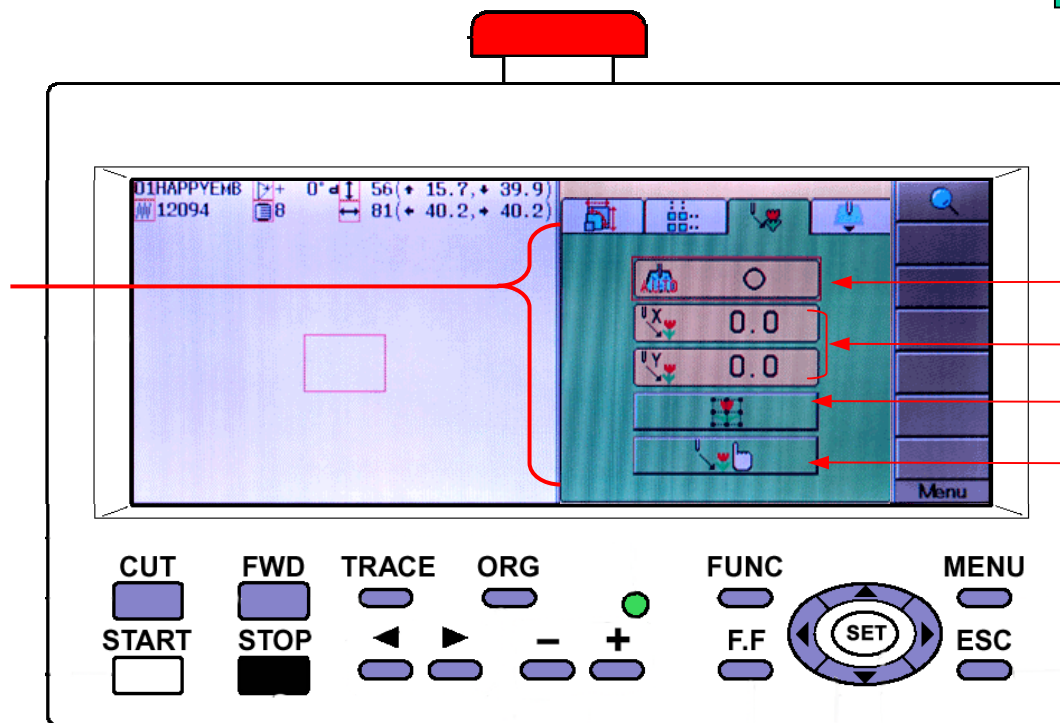 01HAPPYEMB + 0° d 56(↑ 15.7,↓ 39.9)
12094 8 ↔ 81(← 40.2,→ 40.2)
AUTO ○
X 0.0
Y 0.0
Menu
CUT FWD TRACE ORG FUNC MENU
START STOP ◀ ▶ − + F.F SET ESC